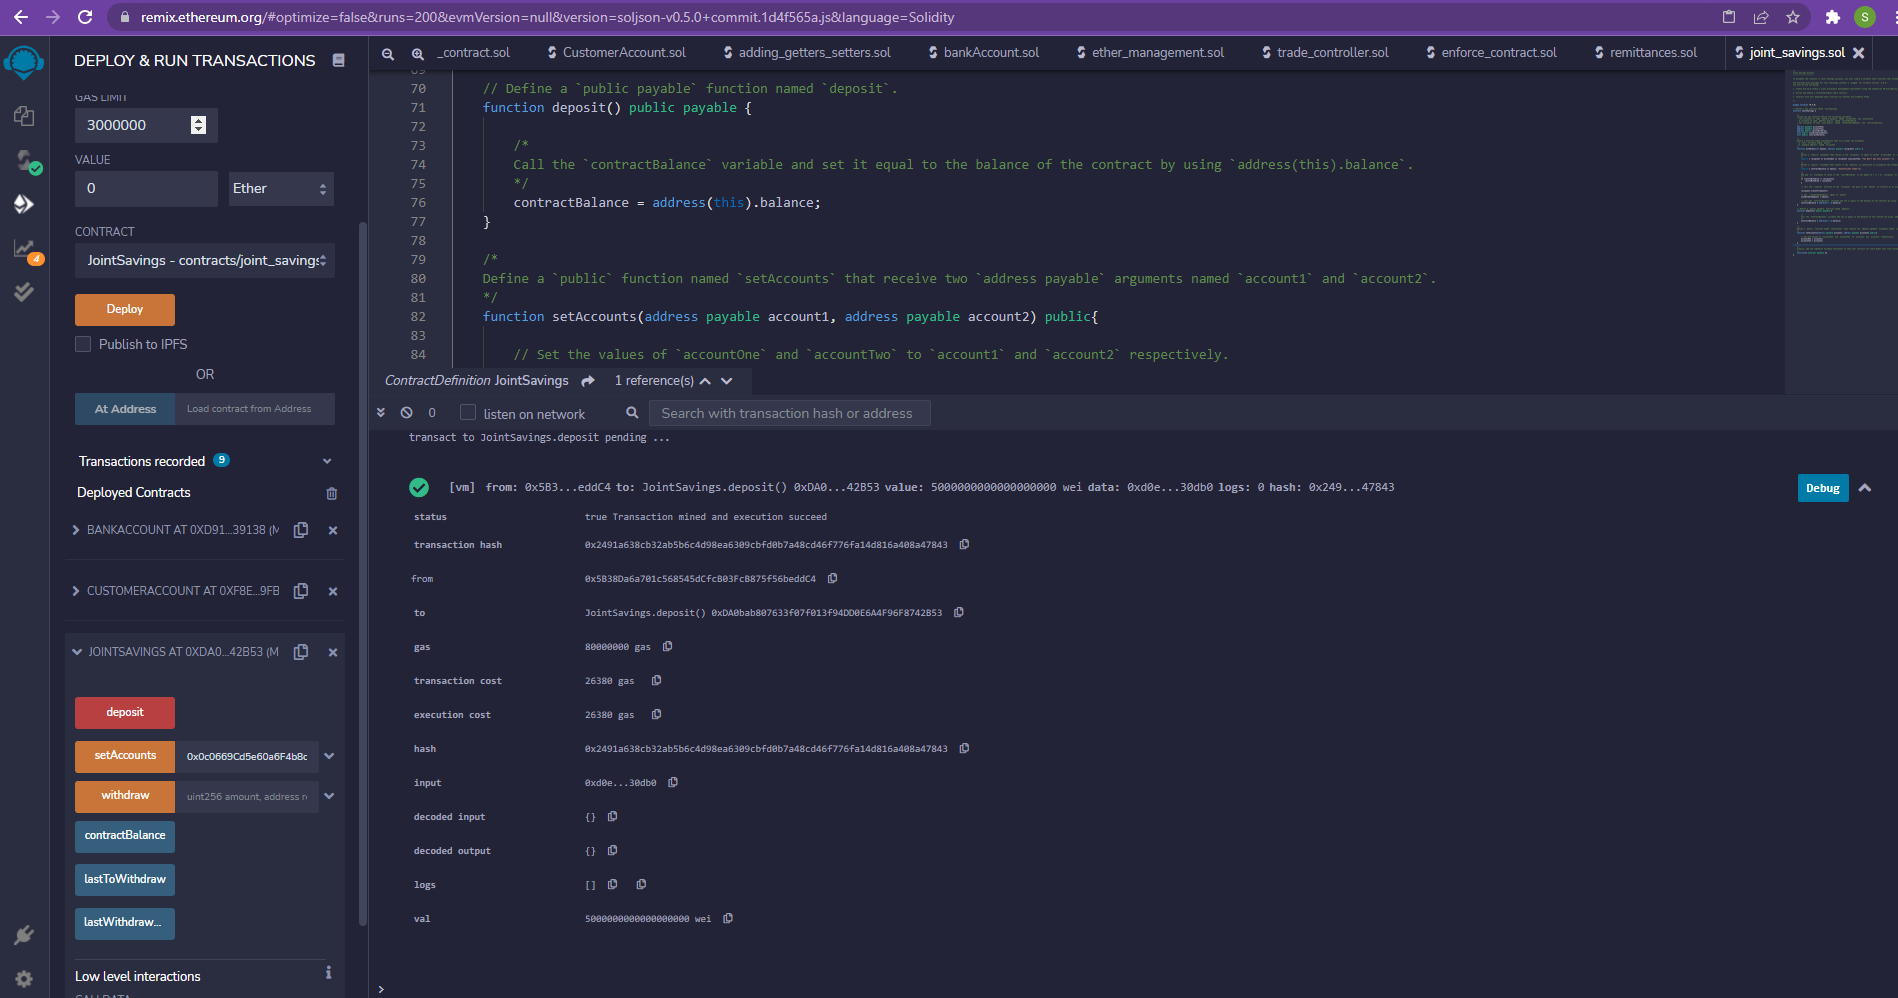 remix.ethereum.org/#optimize=false&runs=200&evmVersion=null&version=soljson-v0.5.0+commit.1d4f565a.js&language=Solidity
S
DEPLOY & RUN TRANSACTIONS
GAS LIMIT
3000000
VALUE
0
Ether
CONTRACT
JointSavings - contracts/joint_savings
Deploy
Publish to IPFS
OR
At Address
Load contract from Address
Transactions recorded 9
Deployed Contracts
BANKACCOUNT AT 0XD91...39138 (M
CUSTOMERACCOUNT AT 0XF8E...9FB
JOINTSAVINGS AT 0XDA0...42B53 (M
deposit
setAccounts
0x0c0669Cd5e60a6F4b8c
withdraw
uint256 amount, address r
contractBalance
lastToWithdraw
lastWithdraw...
Low level interactions
i
CALLDATA
4
_contract.sol
CustomerAccount.sol
adding_getters_setters.sol
bankAccount.sol
ether_management.sol
trade_controller.sol
enforce_contract.sol
remittances.sol
joint_savings.sol
69
70 // Define a `public payable` function named `deposit`.
71 function deposit() public payable {
72
73 /*
74 Call the `contractBalance` variable and set it equal to the balance of the contract by using `address(this).balance`.
75 */
76 contractBalance = address(this).balance;
77 }
78
79 /*
80 Define a `public` function named `setAccounts` that receive two `address payable` arguments named `account1` and `account2`.
81 */
82 function setAccounts(address payable account1, address payable account2) public{
83
84 // Set the values of `accountOne` and `accountTwo` to `account1` and `account2` respectively.
ContractDefinition JointSavings
1 reference(s)
0
listen on network
Search with transaction hash or address
transact to JointSavings.deposit pending ...
[vm] from: 0x5B3...eddC4 to: JointSavings.deposit() 0xDA0...42B53 value: 5000000000000000000 wei data: 0xd0e...30db0 logs: 0 hash: 0x249...47843
Debug
status true Transaction mined and execution succeed
transaction hash 0x2491a638cb32ab5b6c4d98ea6309cbfd0b7a48cd46f776fa14d816a408a47843
from 0x5B38Da6a701c568545dCfcB03FcB875f56beddC4
to JointSavings.deposit() 0xDA0bab807633f07f013f94DD0E6A4F96F8742B53
gas 80000000 gas
transaction cost 26380 gas
execution cost 26380 gas
hash 0x2491a638cb32ab5b6c4d98ea6309cbfd0b7a48cd46f776fa14d816a408a47843
input 0xd0e...30db0
decoded input {}
decoded output {}
logs []
val 5000000000000000000 wei
>